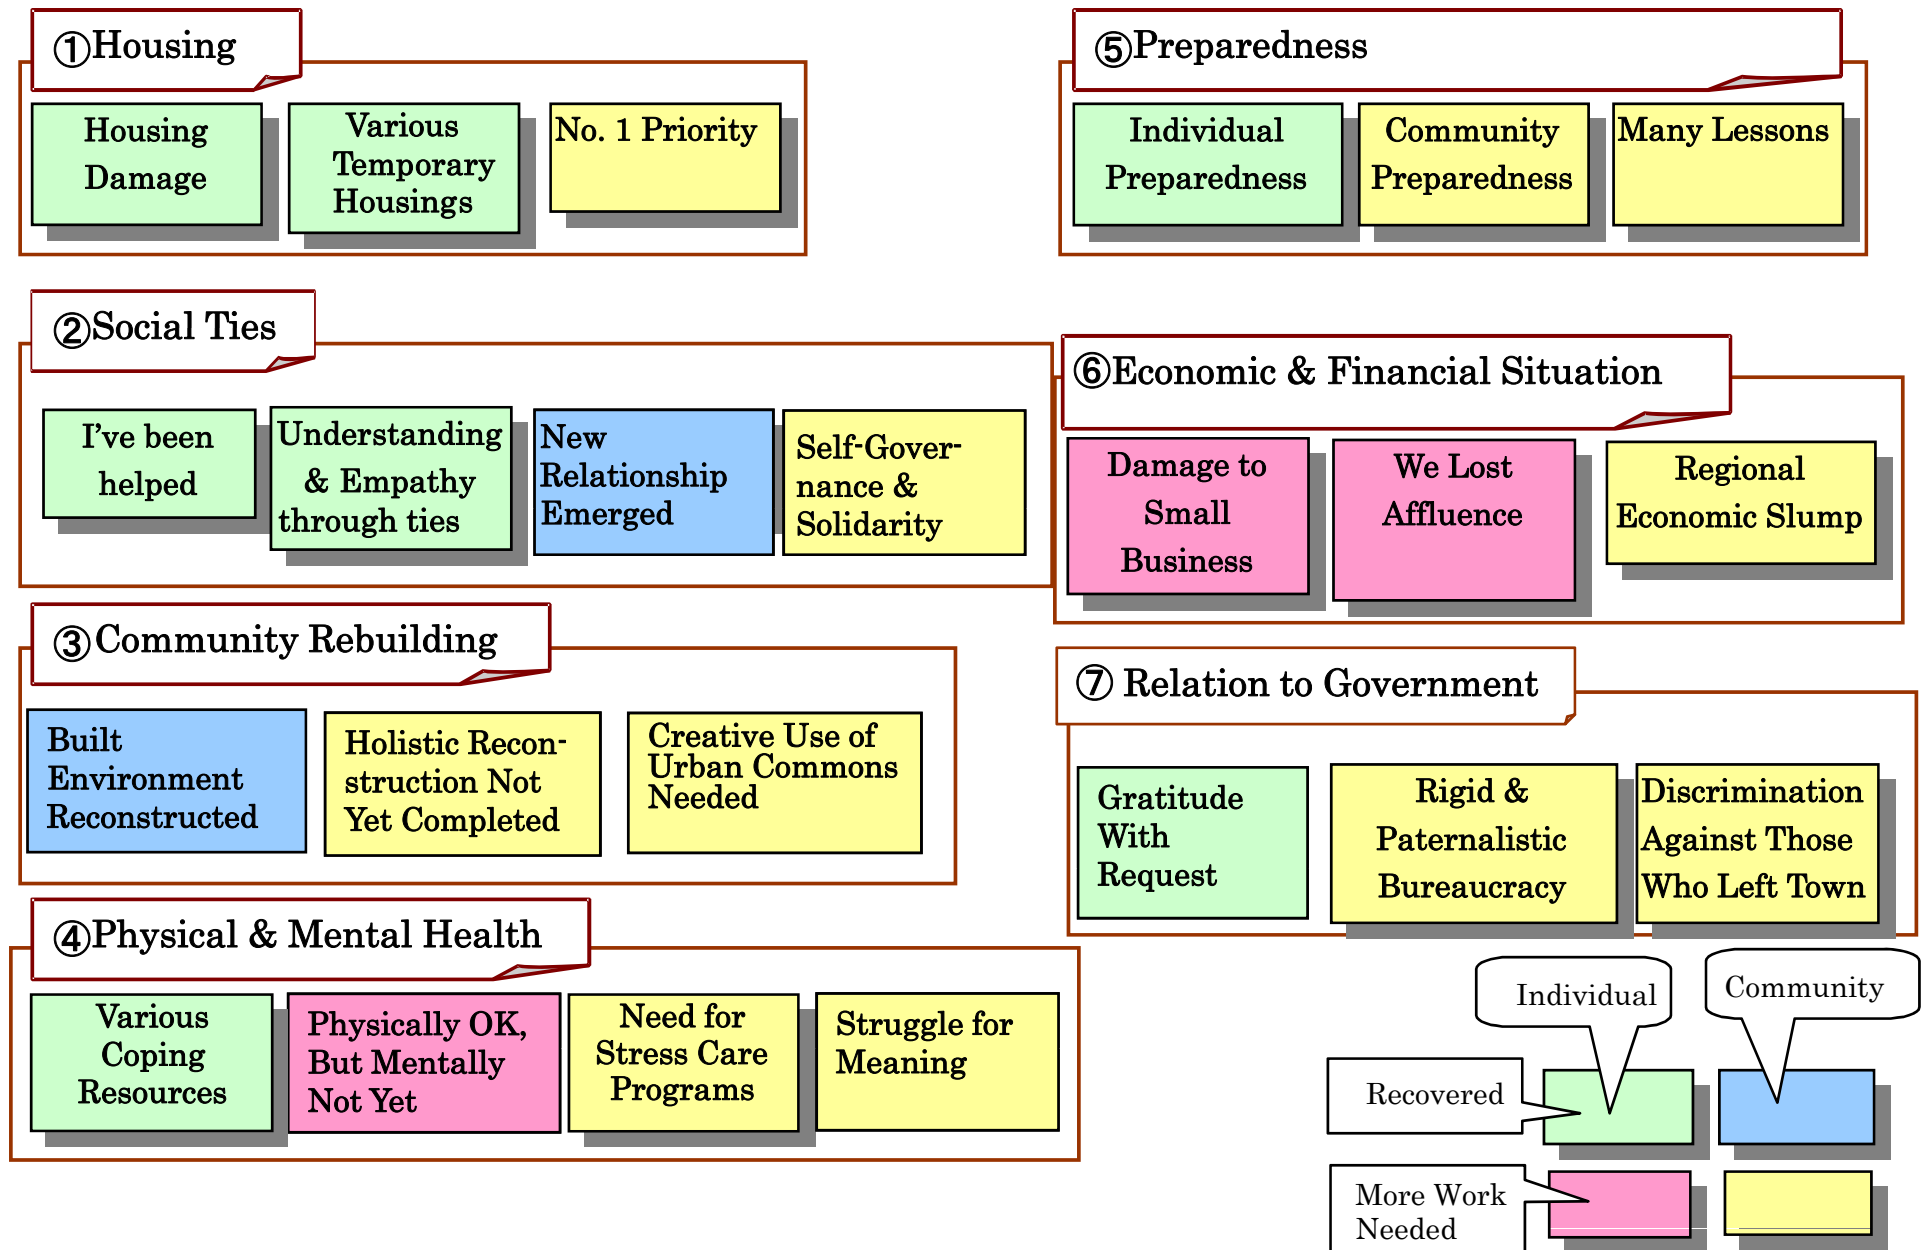 ①Housing
Housing
Damage
Various
Temporary
Housings
No. 1 Priority
②Social Ties
I've been
helped
Understanding
& Empathy
through ties
New
Relationship
Emerged
Self-Gover-
nance &
Solidarity
③Community Rebuilding
Built
Environment
Reconstructed
Holistic Recon-
struction Not
Yet Completed
Creative Use of
Urban Commons
Needed
④Physical & Mental Health
Various
Coping
Resources
Physically OK,
But Mentally
Not Yet
Need for
Stress Care
Programs
Struggle for
Meaning
⑤Preparedness
Individual
Preparedness
Community
Preparedness
Many Lessons
⑥Economic & Financial Situation
Damage to
Small
Business
We Lost
Affluence
Regional
Economic Slump
⑦ Relation to Government
Gratitude
With
Request
Rigid &
Paternalistic
Bureaucracy
Discrimination
Against Those
Who Left Town
Individual
Community
Recovered
More Work
Needed